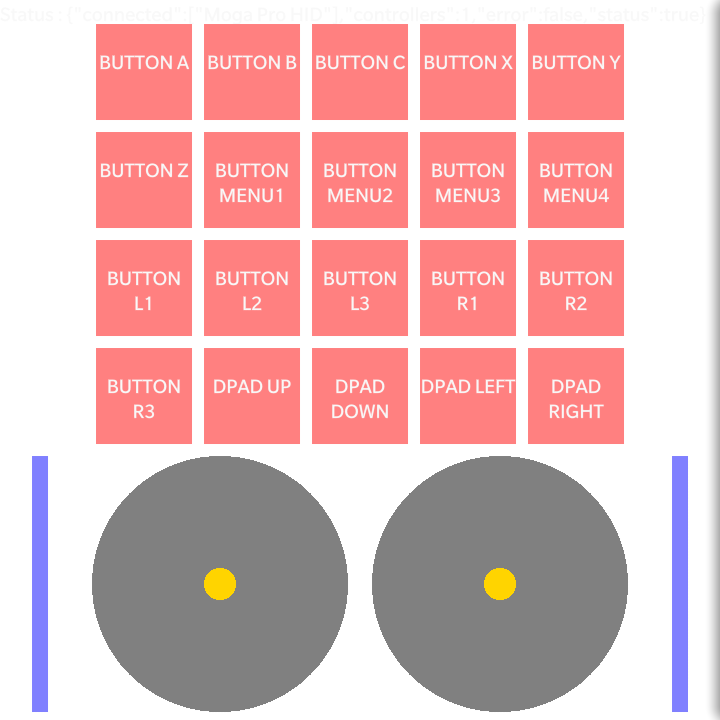 Status : {"connected":["Moga Pro HID"],"controllers":1,"error":false,"status":true}
BUTTON A
BUTTON B
BUTTON C
BUTTON X
BUTTON Y
BUTTON Z
BUTTON
MENU1
BUTTON
MENU2
BUTTON
MENU3
BUTTON
MENU4
BUTTON
L1
BUTTON
L2
BUTTON
L3
BUTTON
R1
BUTTON
R2
BUTTON
R3
DPAD UP
DPAD
DOWN
DPAD LEFT
DPAD
RIGHT